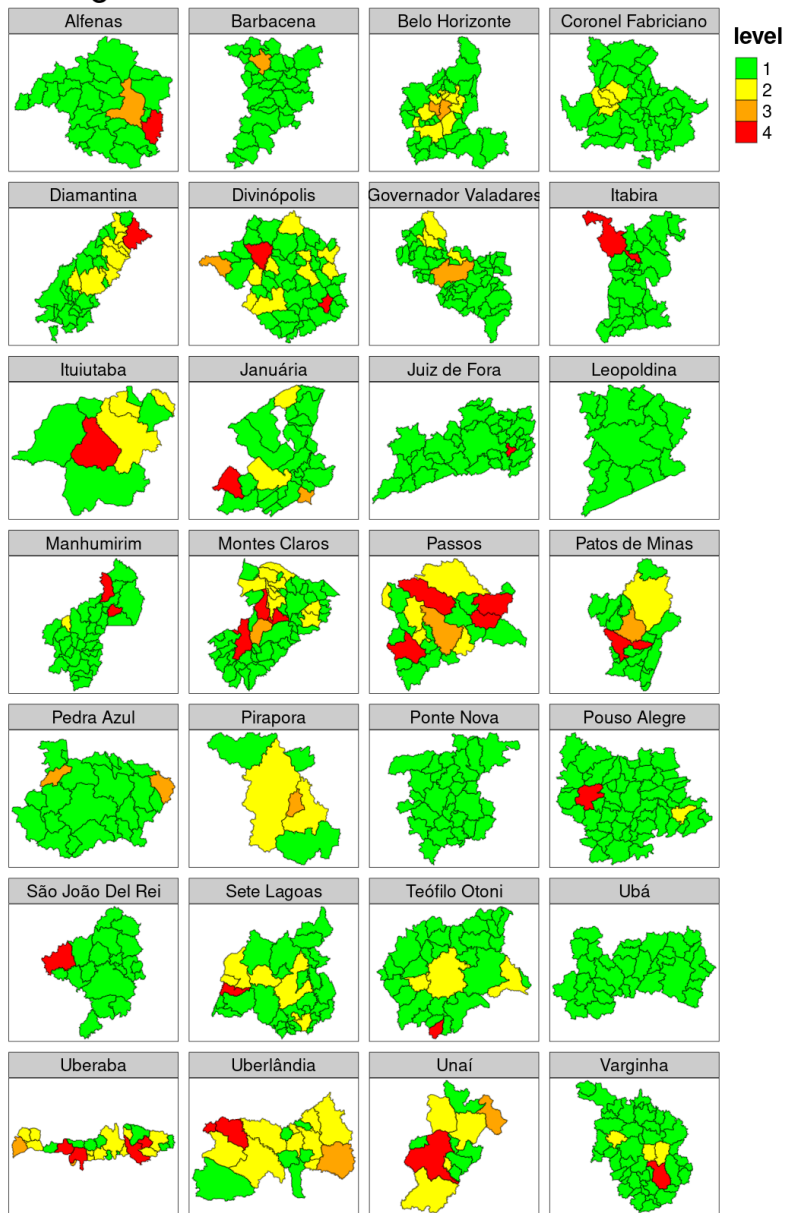 Alfenas
Barbacena
Belo Horizonte
Coronel Fabriciano
level
1
2
3
4
Diamantina
Divinópolis
Governador Valadares
Itabira
Ituiutaba
Januária
Juiz de Fora
Leopoldina
Manhumirim
Montes Claros
Passos
Patos de Minas
Pedra Azul
Pirapora
Ponte Nova
Pouso Alegre
São João Del Rei
Sete Lagoas
Teófilo Otoni
Ubá
Uberaba
Uberlândia
Unaí
Varginha